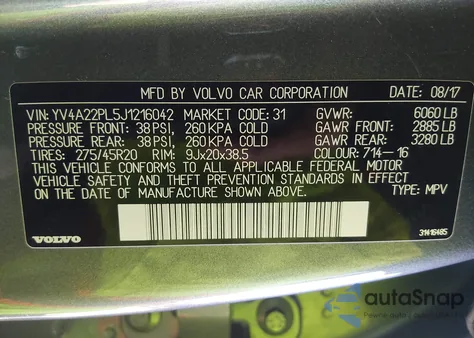 MFD BY VOLVO CAR CORPORATION DATE: 08/17
VIN: YV4A22PL5J1216042 MARKET CODE: 31 GVWR: 6060 LB
PRESSURE FRONT: 38 PSI, 260 KPA COLD GAWR FRONT: 2885 LB
PRESSURE REAR: 38 PSI, 260 KPA COLD GAWR REAR: 3280 LB
TIRES: 275/45R20 RIM: 9Jx20x38.5 COLOUR: 714-16
THIS VEHICLE CONFORMS TO ALL APPLICABLE FEDERAL MOTOR
VEHICLE SAFETY AND THEFT PREVENTION STANDARDS IN EFFECT
ON THE DATE OF MANUFACTURE SHOWN ABOVE. TYPE: MPV
VOLVO 31416485
autoSnap